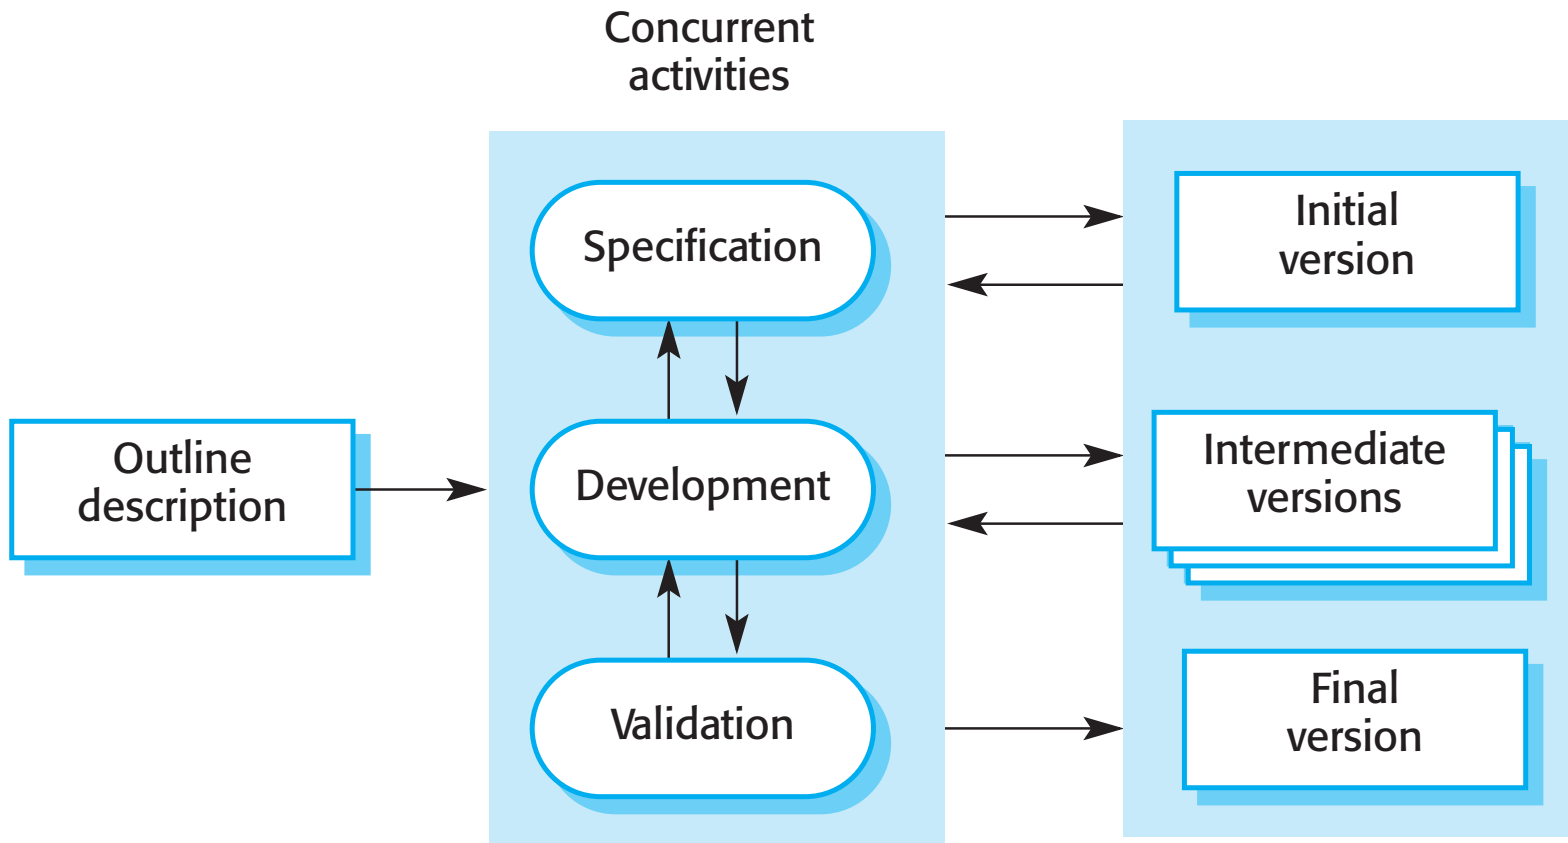 Concurrent
activities
Specification
Initial
version
Outline
description
Development
Intermediate
versions
Validation
Final
version